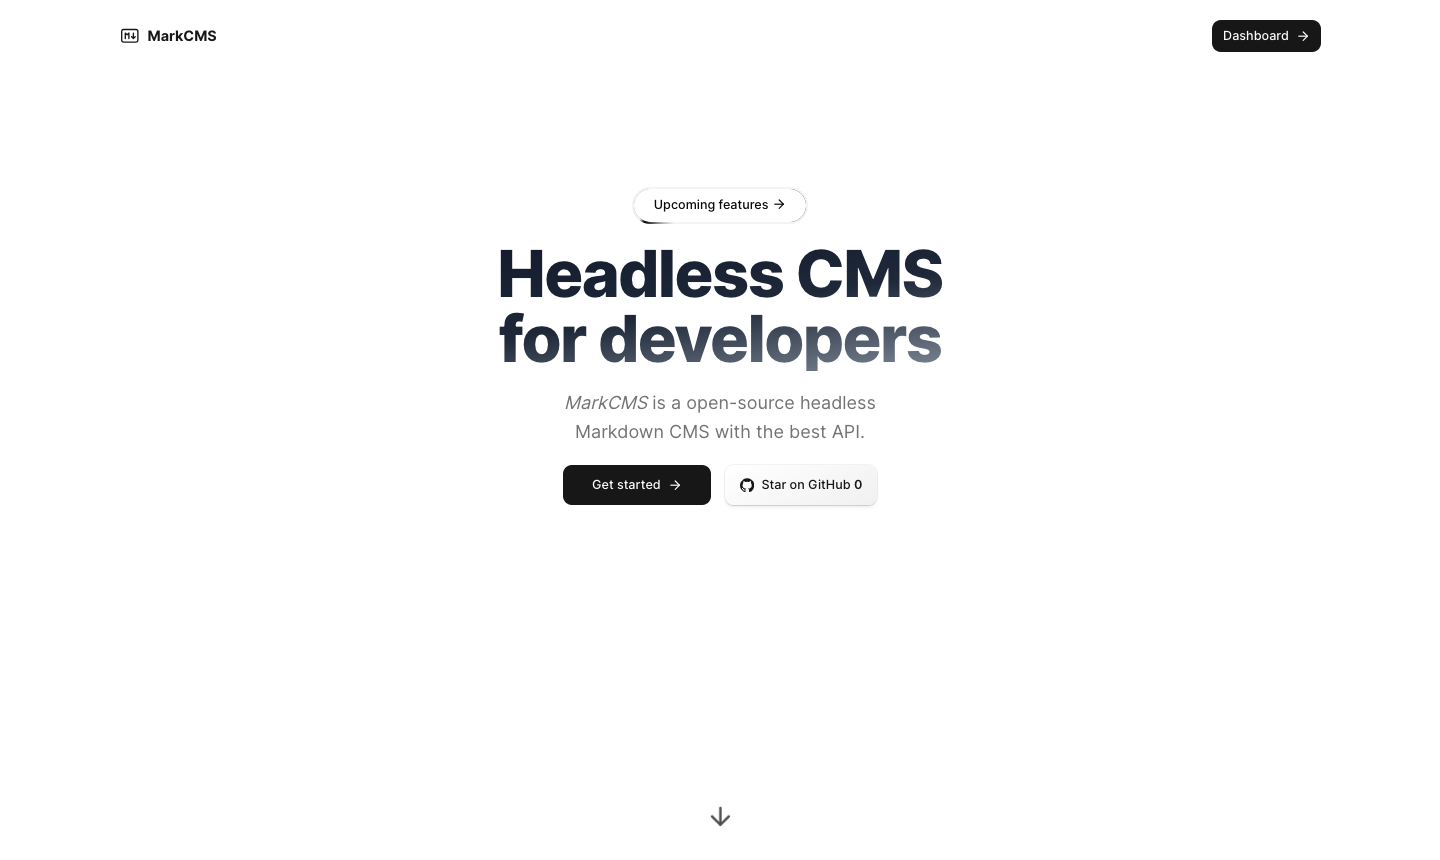 MarkCMS
Dashboard →
Upcoming features →
Headless CMS
for developers
MarkCMS is a open-source headless
Markdown CMS with the best API.
Get started →
Star on GitHub 0